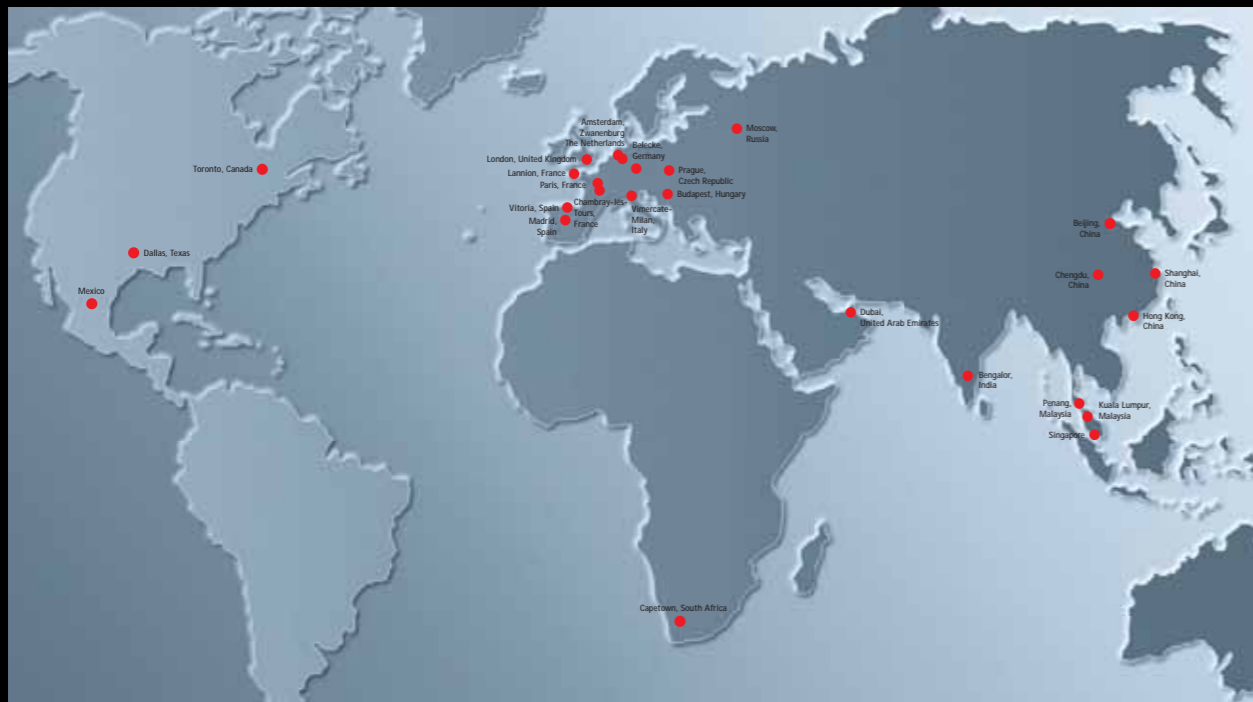 Toronto, Canada
Dallas, Texas
Mexico
Amsterdam,
Zwanenburg
The Netherlands
London, United Kingdom
Lannion, France
Paris, France
Vitoria, Spain
Madrid,
Spain
Chambray-lés-
Tours,
France
Belecke,
Germany
Vimercate-
Milan,
Italy
Prague,
Czech Republic
Budapest, Hungary
Moscow,
Russia
Dubai,
United Arab Emirates
Capetown, South Africa
Bengalor,
India
Beijing,
China
Chengdu,
China
Shanghai,
China
Hong Kong,
China
Penang,
Malaysia
Kuala Lumpur,
Malaysia
Singapore